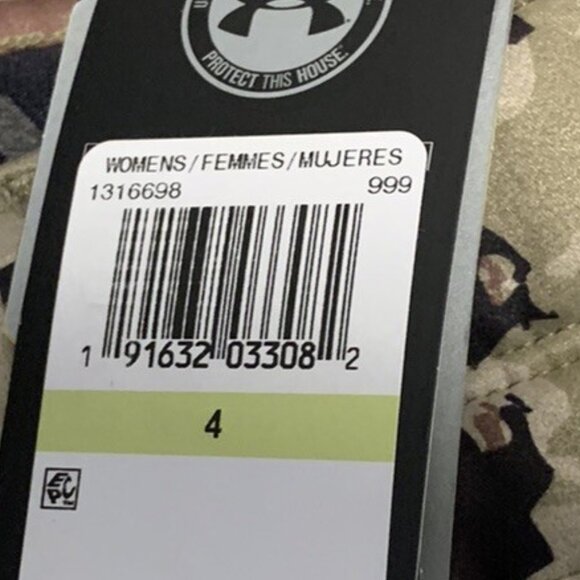 PROTECT THIS HOUSE.
WOMENS/FEMMES/MUJERES
1316698 999
1 91632 03308 2
4